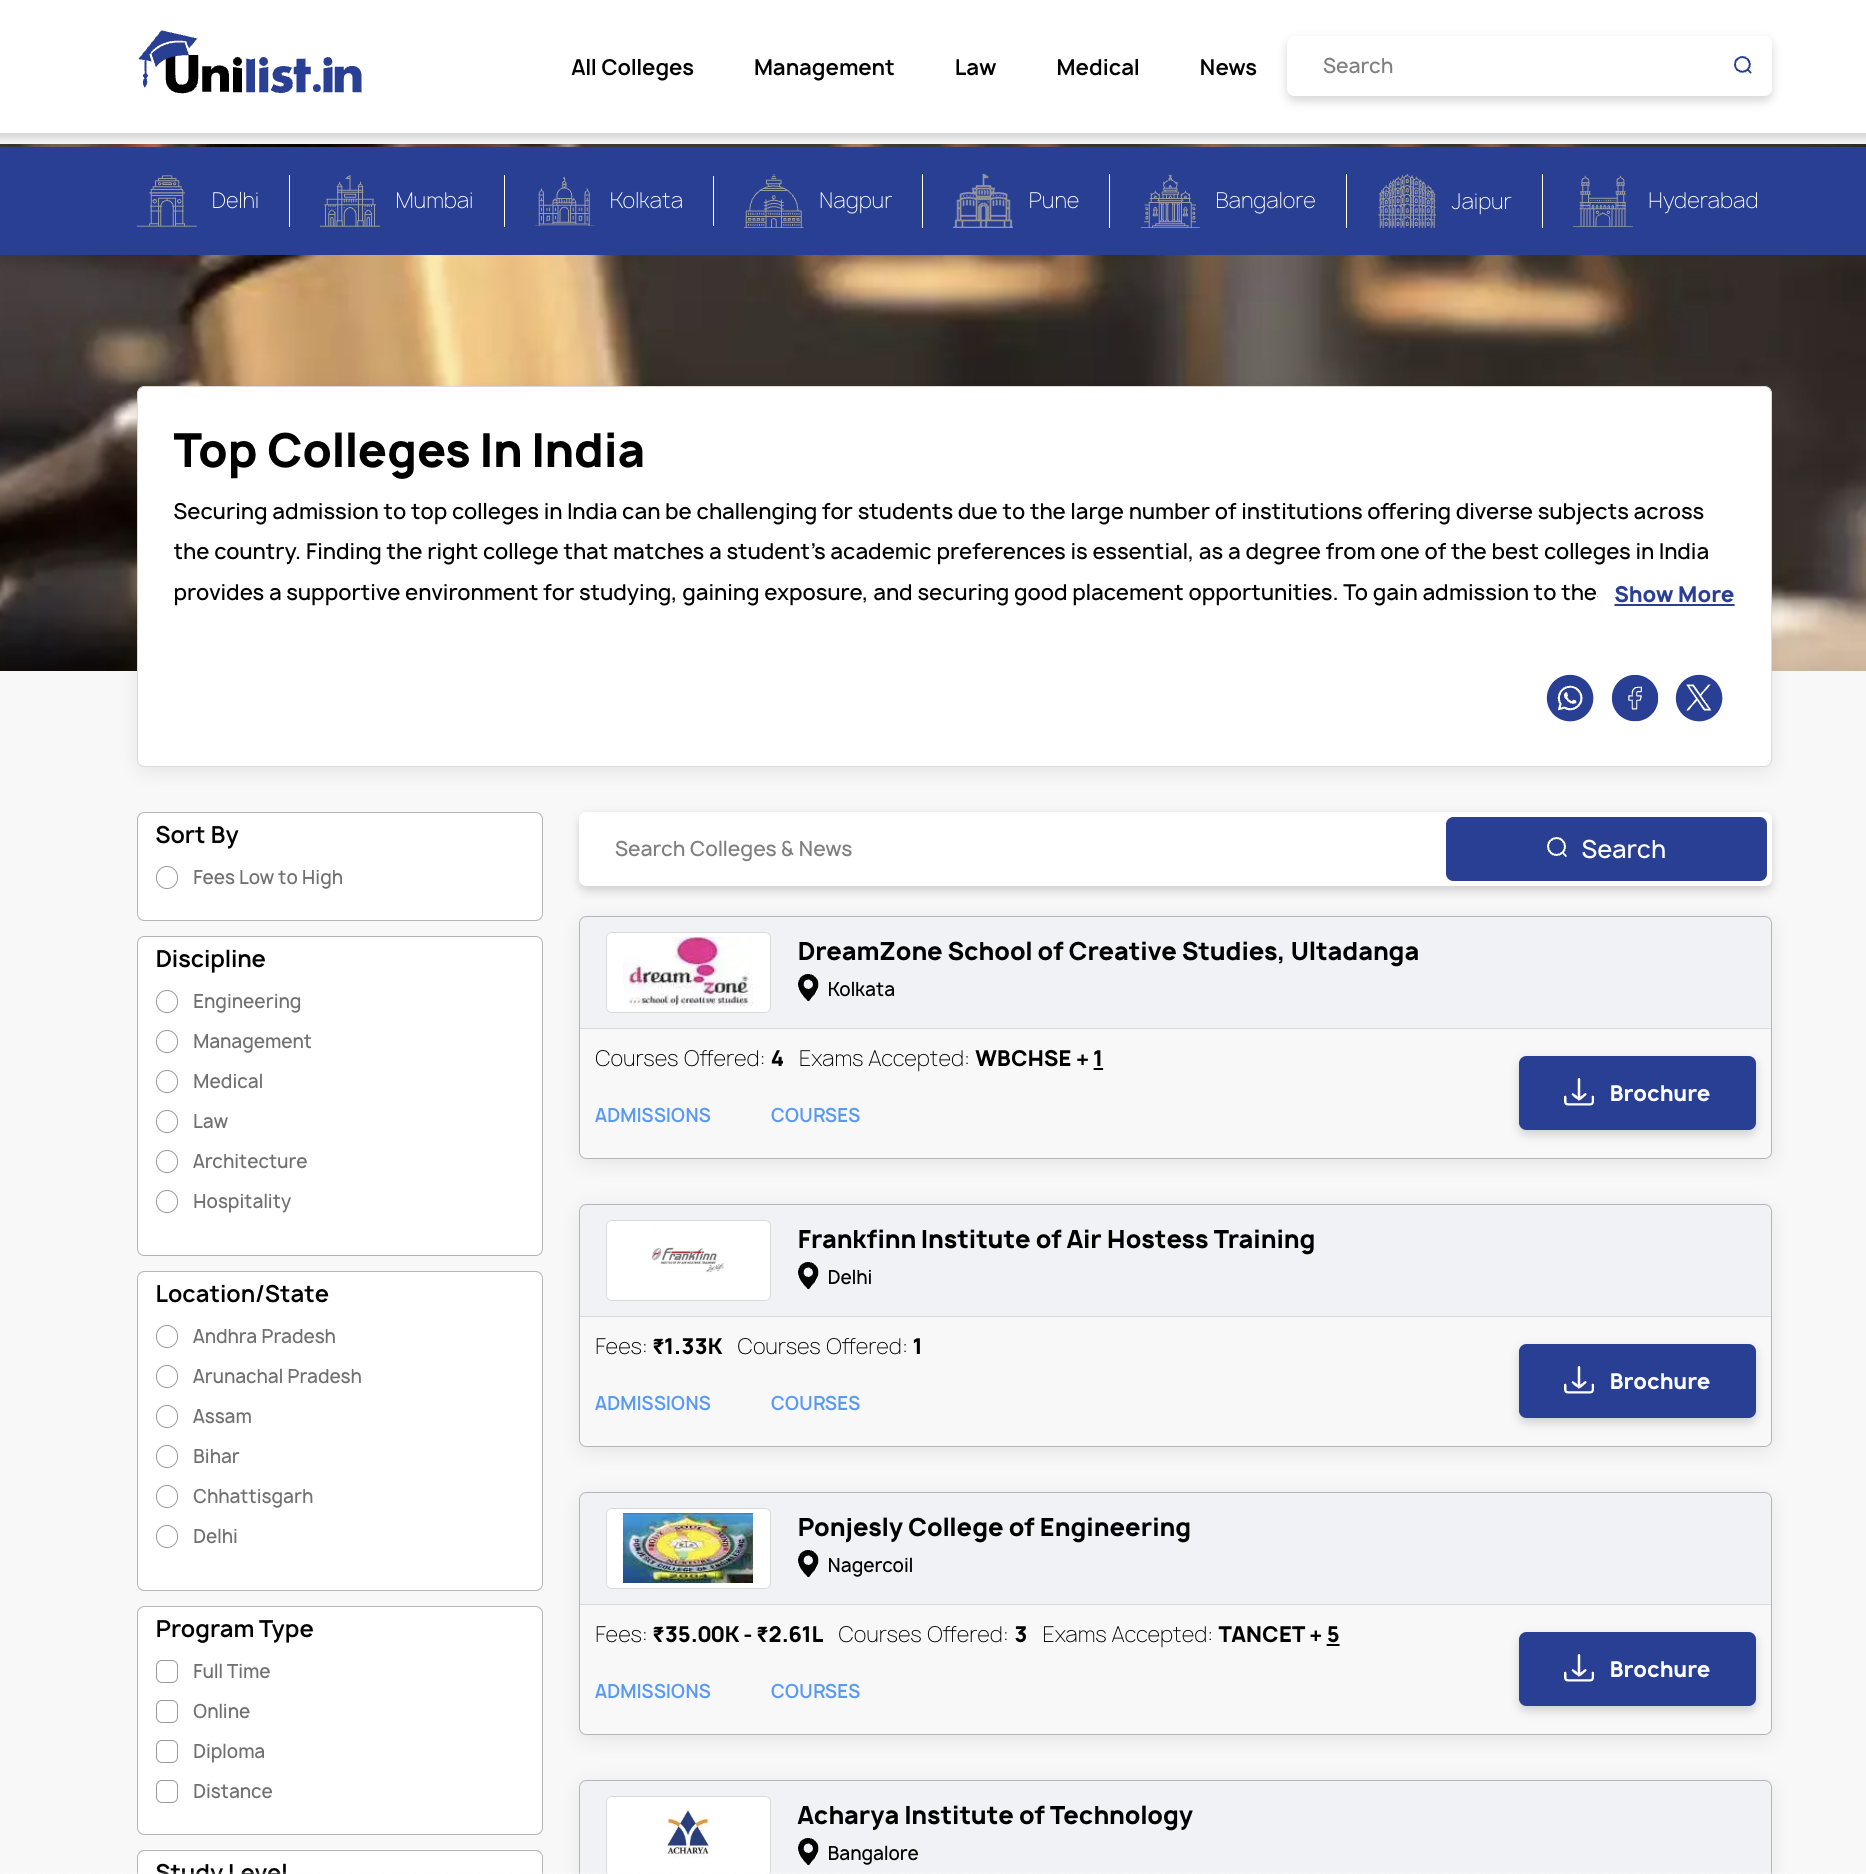 Unilist.in
All Colleges
Management
Law
Medical
News
Search
Delhi
Mumbai
Kolkata
Nagpur
Pune
Bangalore
Jaipur
Hyderabad
Top Colleges In India
Securing admission to top colleges in India can be challenging for students due to the large number of institutions offering diverse subjects across
the country. Finding the right college that matches a student's academic preferences is essential, as a degree from one of the best colleges in India
provides a supportive environment for studying, gaining exposure, and securing good placement opportunities. To gain admission to the Show More
Sort By
Fees Low to High
Discipline
Engineering
Management
Medical
Law
Architecture
Hospitality
Location/State
Andhra Pradesh
Arunachal Pradesh
Assam
Bihar
Chhattisgarh
Delhi
Program Type
Full Time
Online
Diploma
Distance
Study Level
Search Colleges & News
Search
dream zone
...school of creative studies
DreamZone School of Creative Studies, Ultadanga
Kolkata
Courses Offered: 4 Exams Accepted: WBCHSE + 1
ADMISSIONS COURSES
Brochure
Frankfinn
Frankfinn Institute of Air Hostess Training
Delhi
Fees: ₹1.33K Courses Offered: 1
ADMISSIONS COURSES
Brochure
PONJESLY COLLEGE OF ENGINEERING
Ponjesly College of Engineering
Nagercoil
Fees: ₹35.00K - ₹2.61L Courses Offered: 3 Exams Accepted: TANCET + 5
ADMISSIONS COURSES
Brochure
ACHARYA
Acharya Institute of Technology
Bangalore